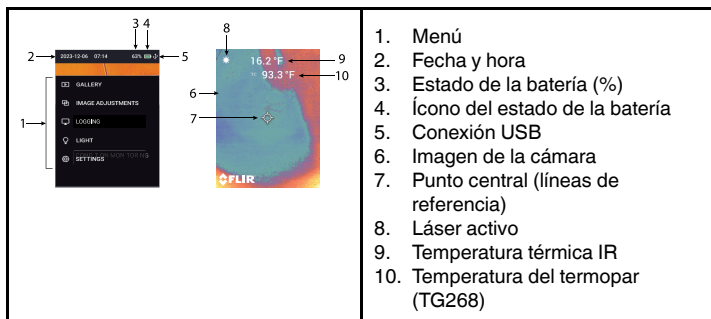 3 4
2
2023-12-06 07:14 63%
5
GALLERY
IMAGE ADJUSTMENTS
LOGGING
1
LIGHT
SETTINGS
8
16.2 °F
9
93.3 °F
10
6
7
FLIR
1. Menú
2. Fecha y hora
3. Estado de la batería (%)
4. Ícono del estado de la batería
5. Conexión USB
6. Imagen de la cámara
7. Punto central (líneas de
referencia)
8. Láser activo
9. Temperatura térmica IR
10. Temperatura del termopar
(TG268)